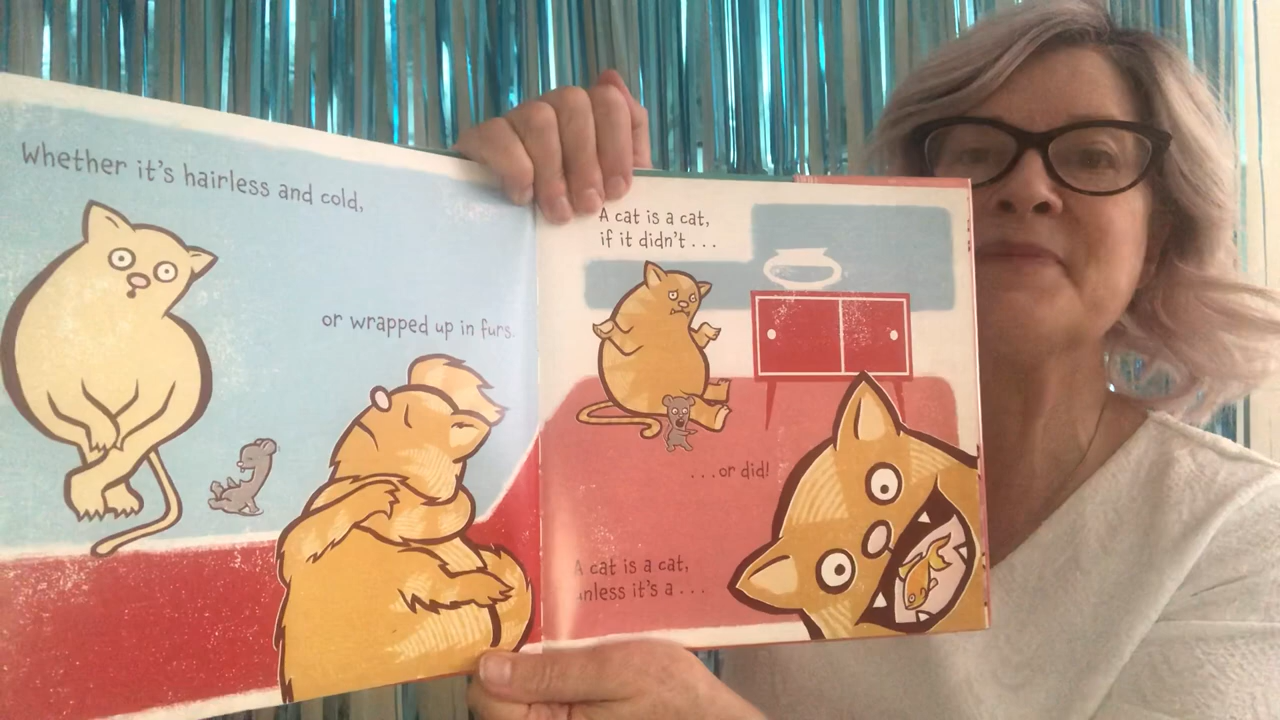 Whether it's hairless and cold,
or wrapped up in furs.
A cat is a cat,
if it didn't...
...or did!
A cat is a cat,
unless it's a...